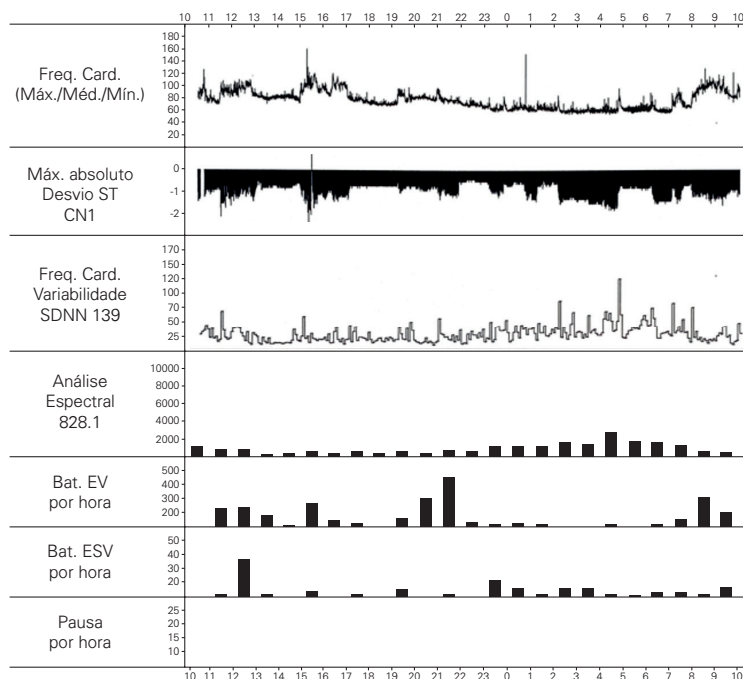 10 11 12 13 14 15 16 17 18 19 20 21 22 23 0 1 2 3 4 5 6 7 8 9 10
Freq. Card.
(Máx./Méd./Mín.)
180
160
140
120
100
80
60
40
20
Máx. absoluto
Desvio ST
CN1
0
-1
-2
Freq. Card.
Variabilidade
SDNN 139
170
150
120
100
70
50
25
Análise
Espectral
828.1
10000
8000
6000
4000
2000
Bat. EV
por hora
500
400
300
200
Bat. ESV
por hora
50
40
30
20
Pausa
por hora
25
20
15
10
10 11 12 13 14 15 16 17 18 19 20 21 22 23 0 1 2 3 4 5 6 7 8 9 10